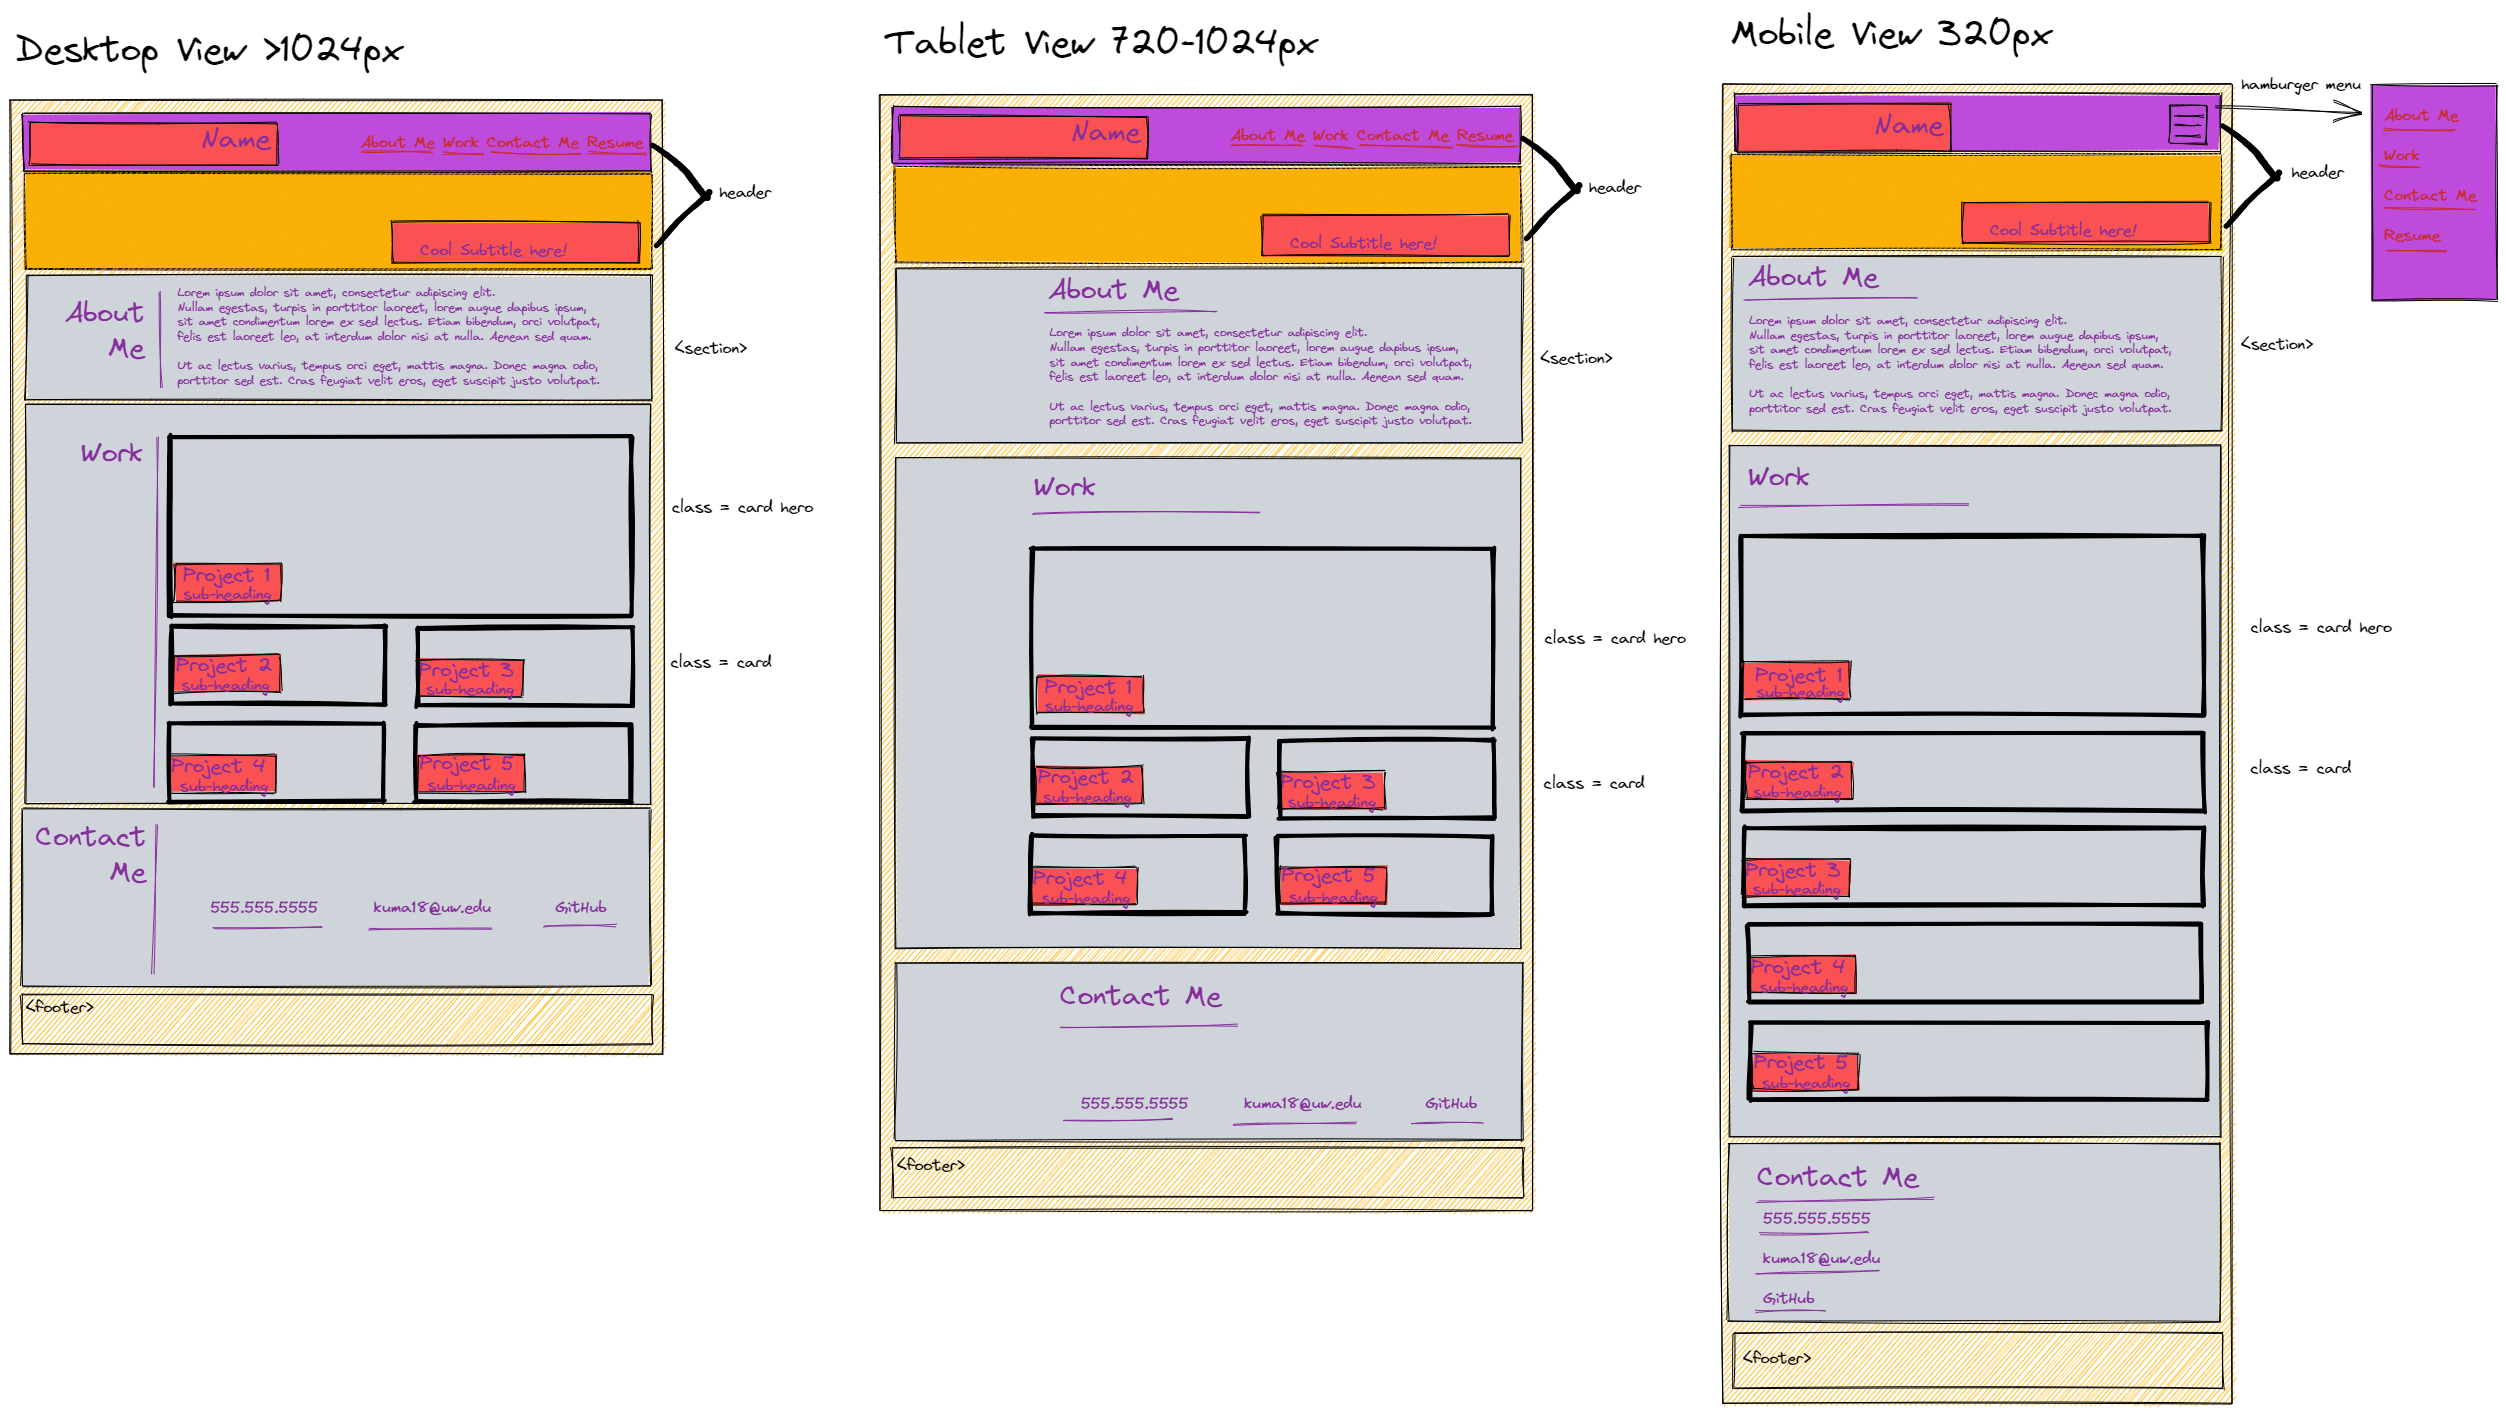 Desktop View >1024px
Name
About Me Work Contact Me Resume
header
Cool Subtitle here!
About
Me
Lorem ipsum dolor sit amet, consectetur adipiscing elit.
Nullam egestas, turpis in porttitor laoreet, lorem augue dapibus ipsum,
sit amet condimentum lorem ex sed lectus. Etiam bibendum, orci volutpat,
felis est laoreet leo, at interdum dolor nisi at nulla. Aenean sed quam.
Ut ac lectus varius, tempus orci eget, mattis magna. Donec magna odio,
porttitor sed est. Cras feugiat velit eros, eget suscipit justo volutpat.
<section>
Work
class = card hero
Project 1
sub-heading
class = card
Project 2
sub-heading
Project 3
sub-heading
Project 4
sub-heading
Project 5
sub-heading
Contact
Me
555.555.5555
kuma18@uw.edu
GitHub
<footer>
Tablet View 720-1024px
Name
About Me Work Contact Me Resume
header
Cool Subtitle here!
About Me
Lorem ipsum dolor sit amet, consectetur adipiscing elit.
Nullam egestas, turpis in porttitor laoreet, lorem augue dapibus ipsum,
sit amet condimentum lorem ex sed lectus. Etiam bibendum, orci volutpat,
felis est laoreet leo, at interdum dolor nisi at nulla. Aenean sed quam.
Ut ac lectus varius, tempus orci eget, mattis magna. Donec magna odio,
porttitor sed est. Cras feugiat velit eros, eget suscipit justo volutpat.
<section>
Work
class = card hero
Project 1
sub-heading
class = card
Project 2
sub-heading
Project 3
sub-heading
Project 4
sub-heading
Project 5
sub-heading
Contact Me
555.555.5555
kuma18@uw.edu
GitHub
<footer>
Mobile View 320px
hamburger menu
Name
header
Cool Subtitle here!
About Me
Work
Contact Me
Resume
About Me
Lorem ipsum dolor sit amet, consectetur adipiscing elit.
Nullam egestas, turpis in porttitor laoreet, lorem augue dapibus ipsum,
sit amet condimentum lorem ex sed lectus. Etiam bibendum, orci volutpat,
felis est laoreet leo, at interdum dolor nisi at nulla. Aenean sed quam.
Ut ac lectus varius, tempus orci eget, mattis magna. Donec magna odio,
porttitor sed est. Cras feugiat velit eros, eget suscipit justo volutpat.
<section>
Work
class = card hero
Project 1
sub-heading
class = card
Project 2
sub-heading
Project 3
sub-heading
Project 4
sub-heading
Project 5
sub-heading
Contact Me
555.555.5555
kuma18@uw.edu
GitHub
<footer>